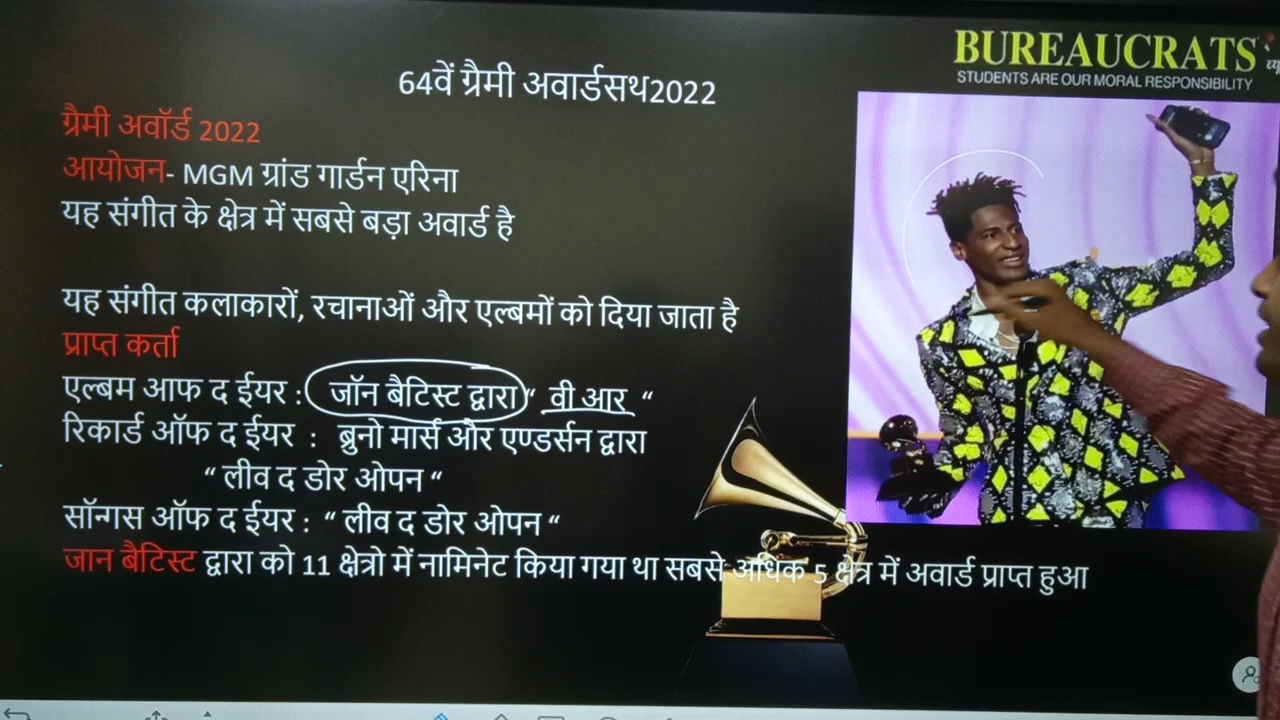 BUREAUCRATS
STUDENTS ARE OUR MORAL RESPONSIBILITY
64वें ग्रैमी अवार्डसथ2022
ग्रैमी अवॉर्ड 2022
आयोजन- MGM ग्रांड गार्डन एरिना
यह संगीत के क्षेत्र में सबसे बड़ा अवार्ड है
यह संगीत कलाकारों, रचानाओं और एल्बमों को दिया जाता है
प्राप्त कर्ता
एल्बम आफ द ईयर : जॉन बैटिस्ट द्वारा “ वी आर “
रिकार्ड ऑफ द ईयर : ब्रुनो मार्स और एण्डर्सन द्वारा
“ लीव द डोर ओपन “
सॉन्गस ऑफ द ईयर : “ लीव द डोर ओपन “
जान बैटिस्ट द्वारा को 11 क्षेत्रो में नामिनेट किया गया था सबसे अधिक 5 क्षेत्र में अवार्ड प्राप्त हुआ